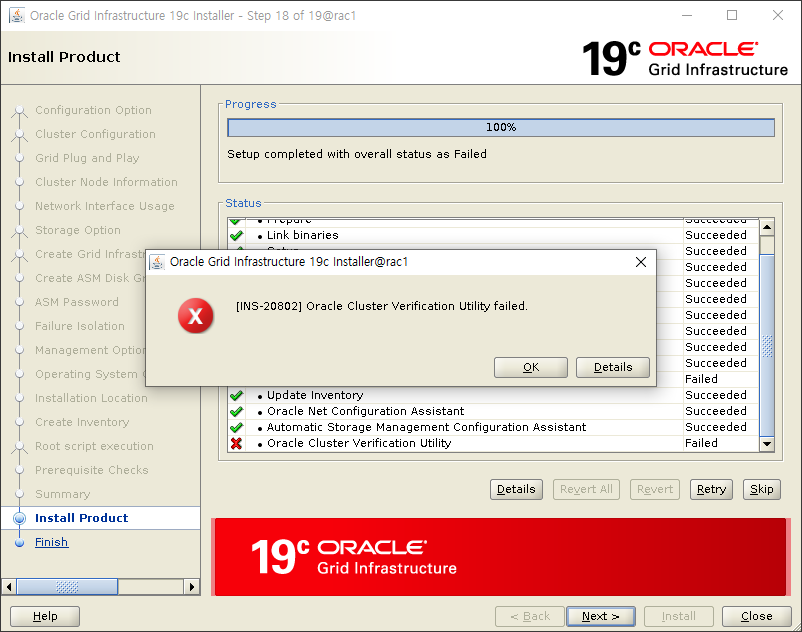 Oracle Grid Infrastructure 19c Installer - Step 18 of 19@rac1
Install Product
19c ORACLE
Grid Infrastructure
Configuration Option
Cluster Configuration
Grid Plug and Play
Cluster Node Information
Network Interface Usage
Storage Option
Create Grid Infrast
Create ASM Disk Gr
ASM Password
Failure Isolation
Management Option
Operating System
Installation Location
Create Inventory
Root script execution
Prerequisite Checks
Summary
Install Product
Finish
Progress
100%
Setup completed with overall status as Failed
Status
Prepare Succeeded
Link binaries Succeeded
Setup Succeeded
Succeeded
Succeeded
Succeeded
Succeeded
Succeeded
Succeeded
Succeeded
Failed
Update Inventory Succeeded
Oracle Net Configuration Assistant Succeeded
Automatic Storage Management Configuration Assistant Succeeded
Oracle Cluster Verification Utility Failed
Oracle Grid Infrastructure 19c Installer@rac1
[INS-20802] Oracle Cluster Verification Utility failed.
OK Details
Details Revert All Revert Retry Skip
19c ORACLE
Grid Infrastructure
Help < Back Next > Install Close